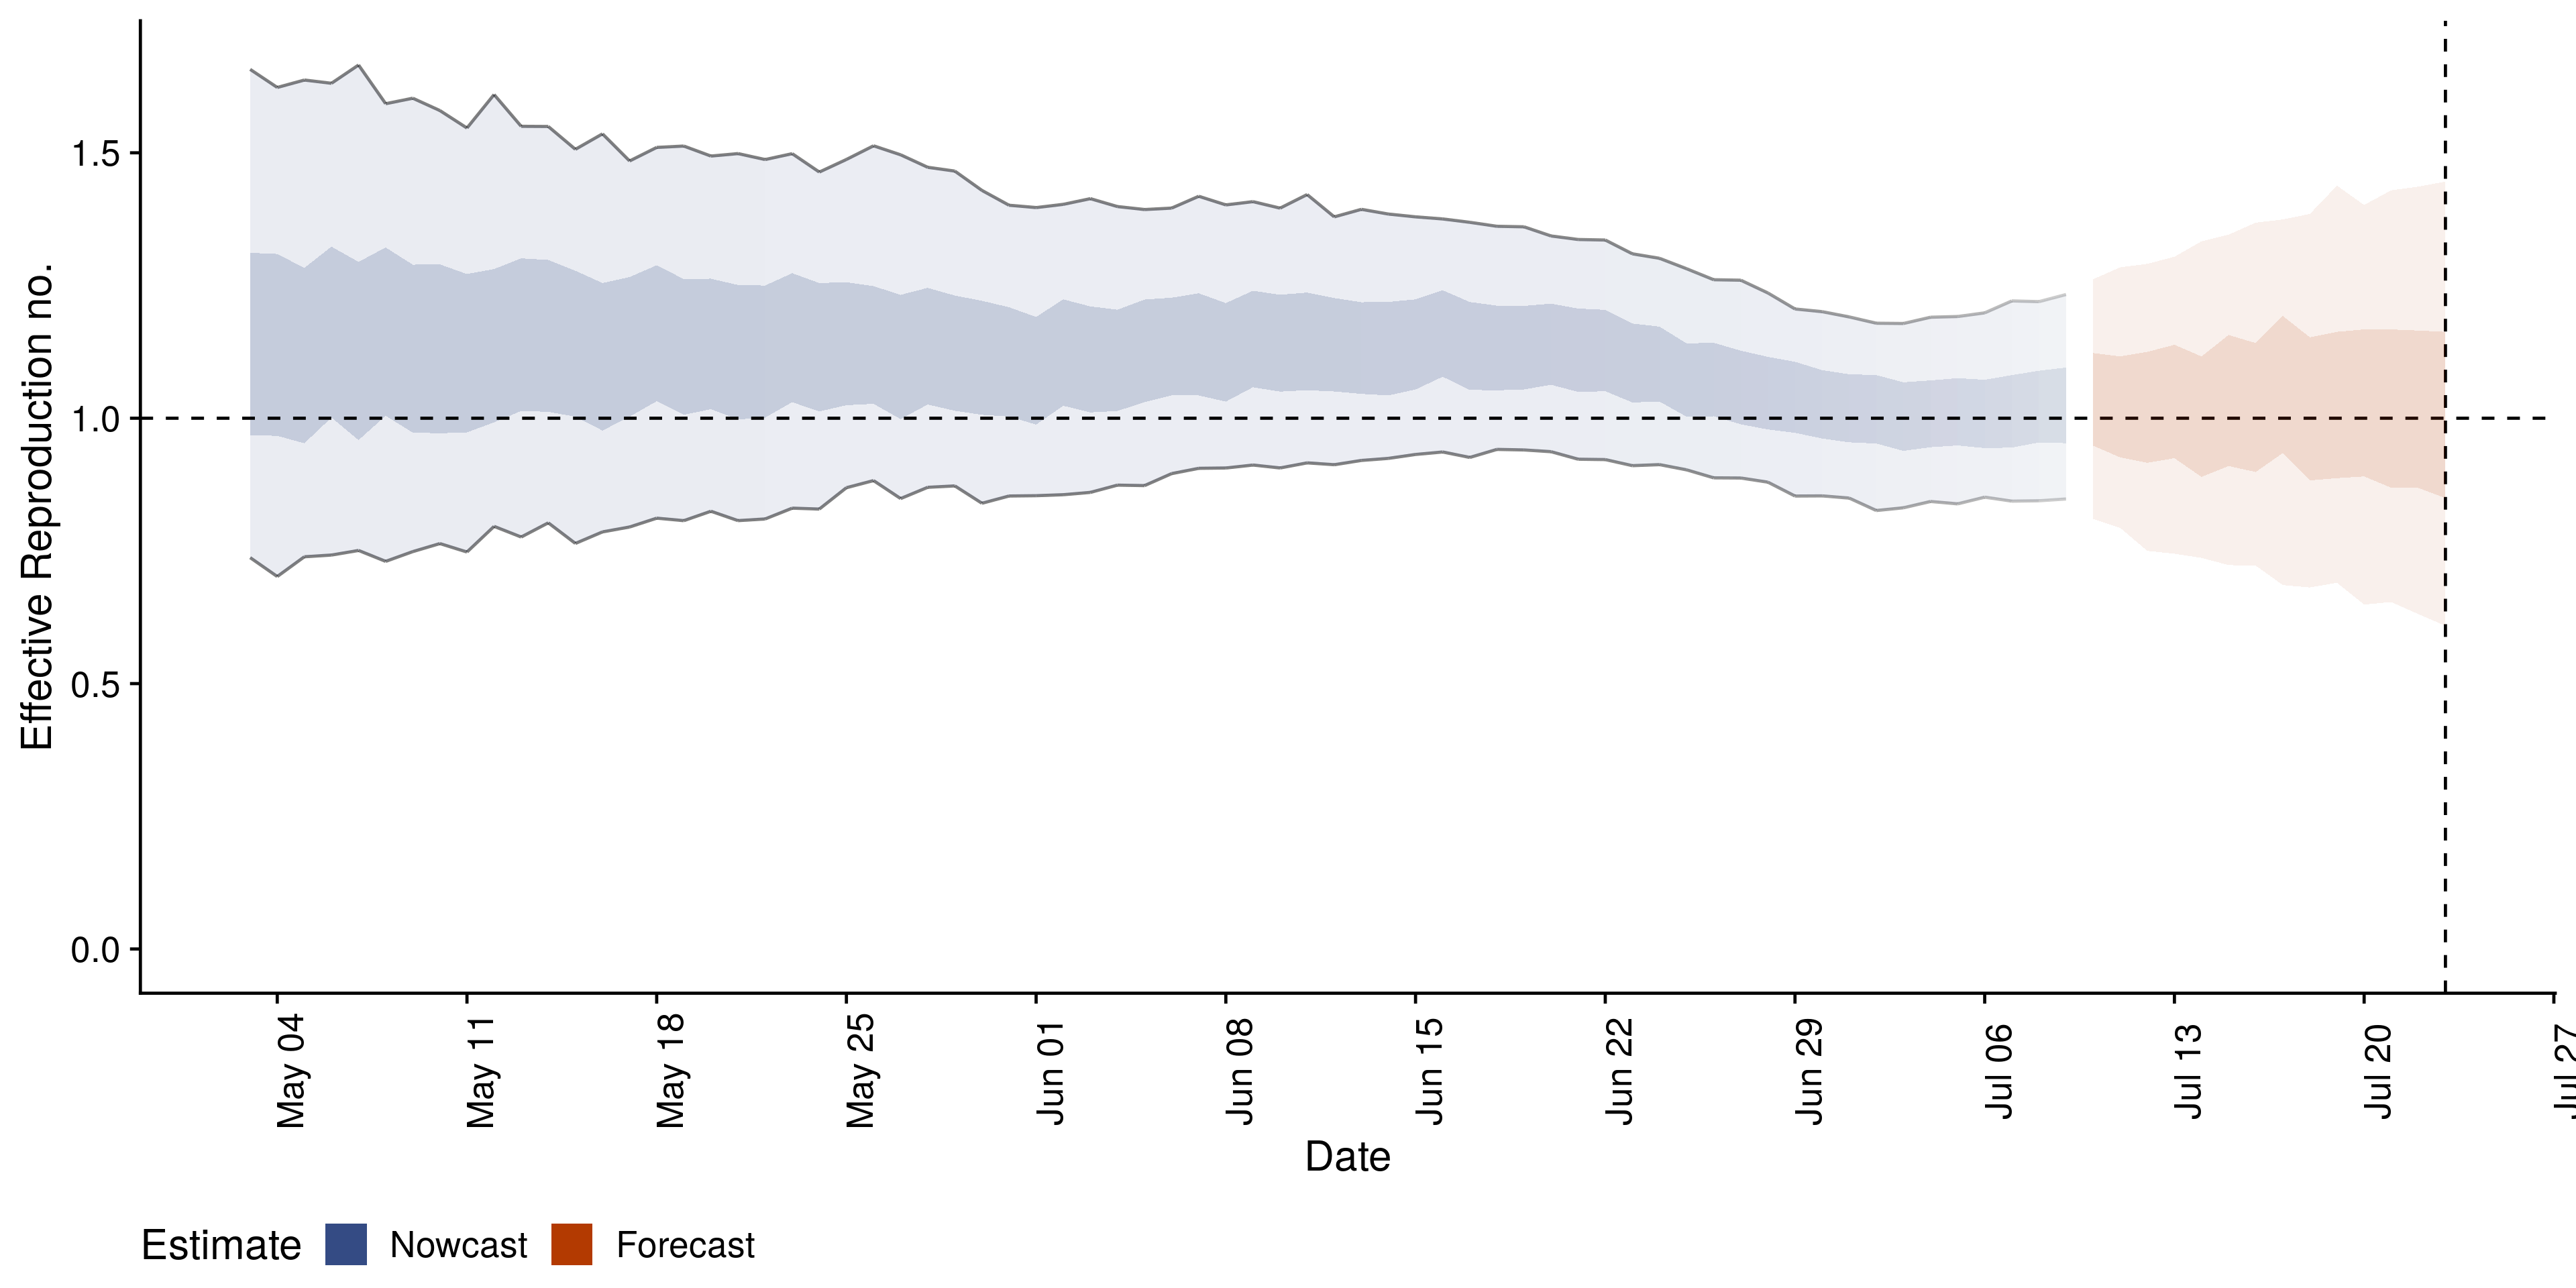 Effective Reproduction no.
1.5
1.0
0.5
0.0
May 04
May 11
May 18
May 25
Jun 01
Jun 08
Jun 15
Jun 22
Jun 29
Jul 06
Jul 13
Jul 20
Jul 27
Date
Estimate Nowcast Forecast